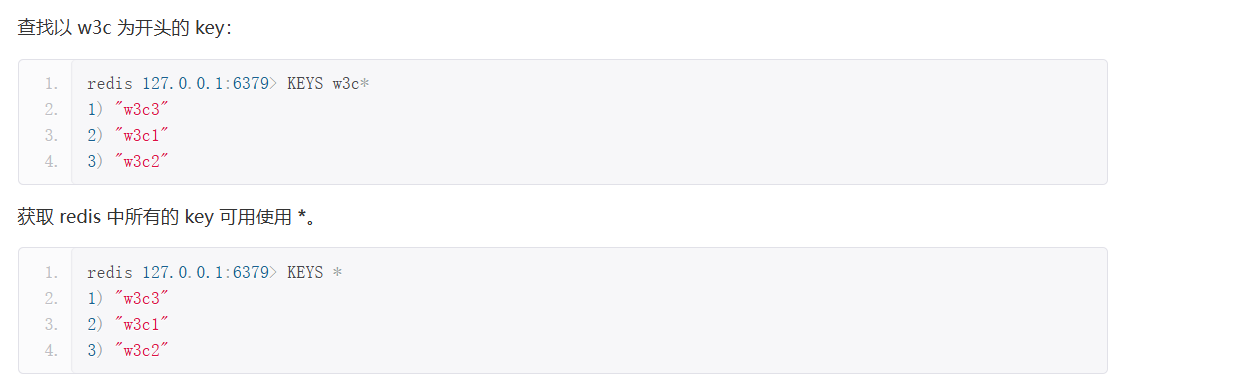 查找以 w3c 为开头的 key：
1. redis 127.0.0.1:6379> KEYS w3c*
2. 1) "w3c3"
3. 2) "w3c1"
4. 3) "w3c2"
获取 redis 中所有的 key 可用使用 *。
1. redis 127.0.0.1:6379> KEYS *
2. 1) "w3c3"
3. 2) "w3c1"
4. 3) "w3c2"